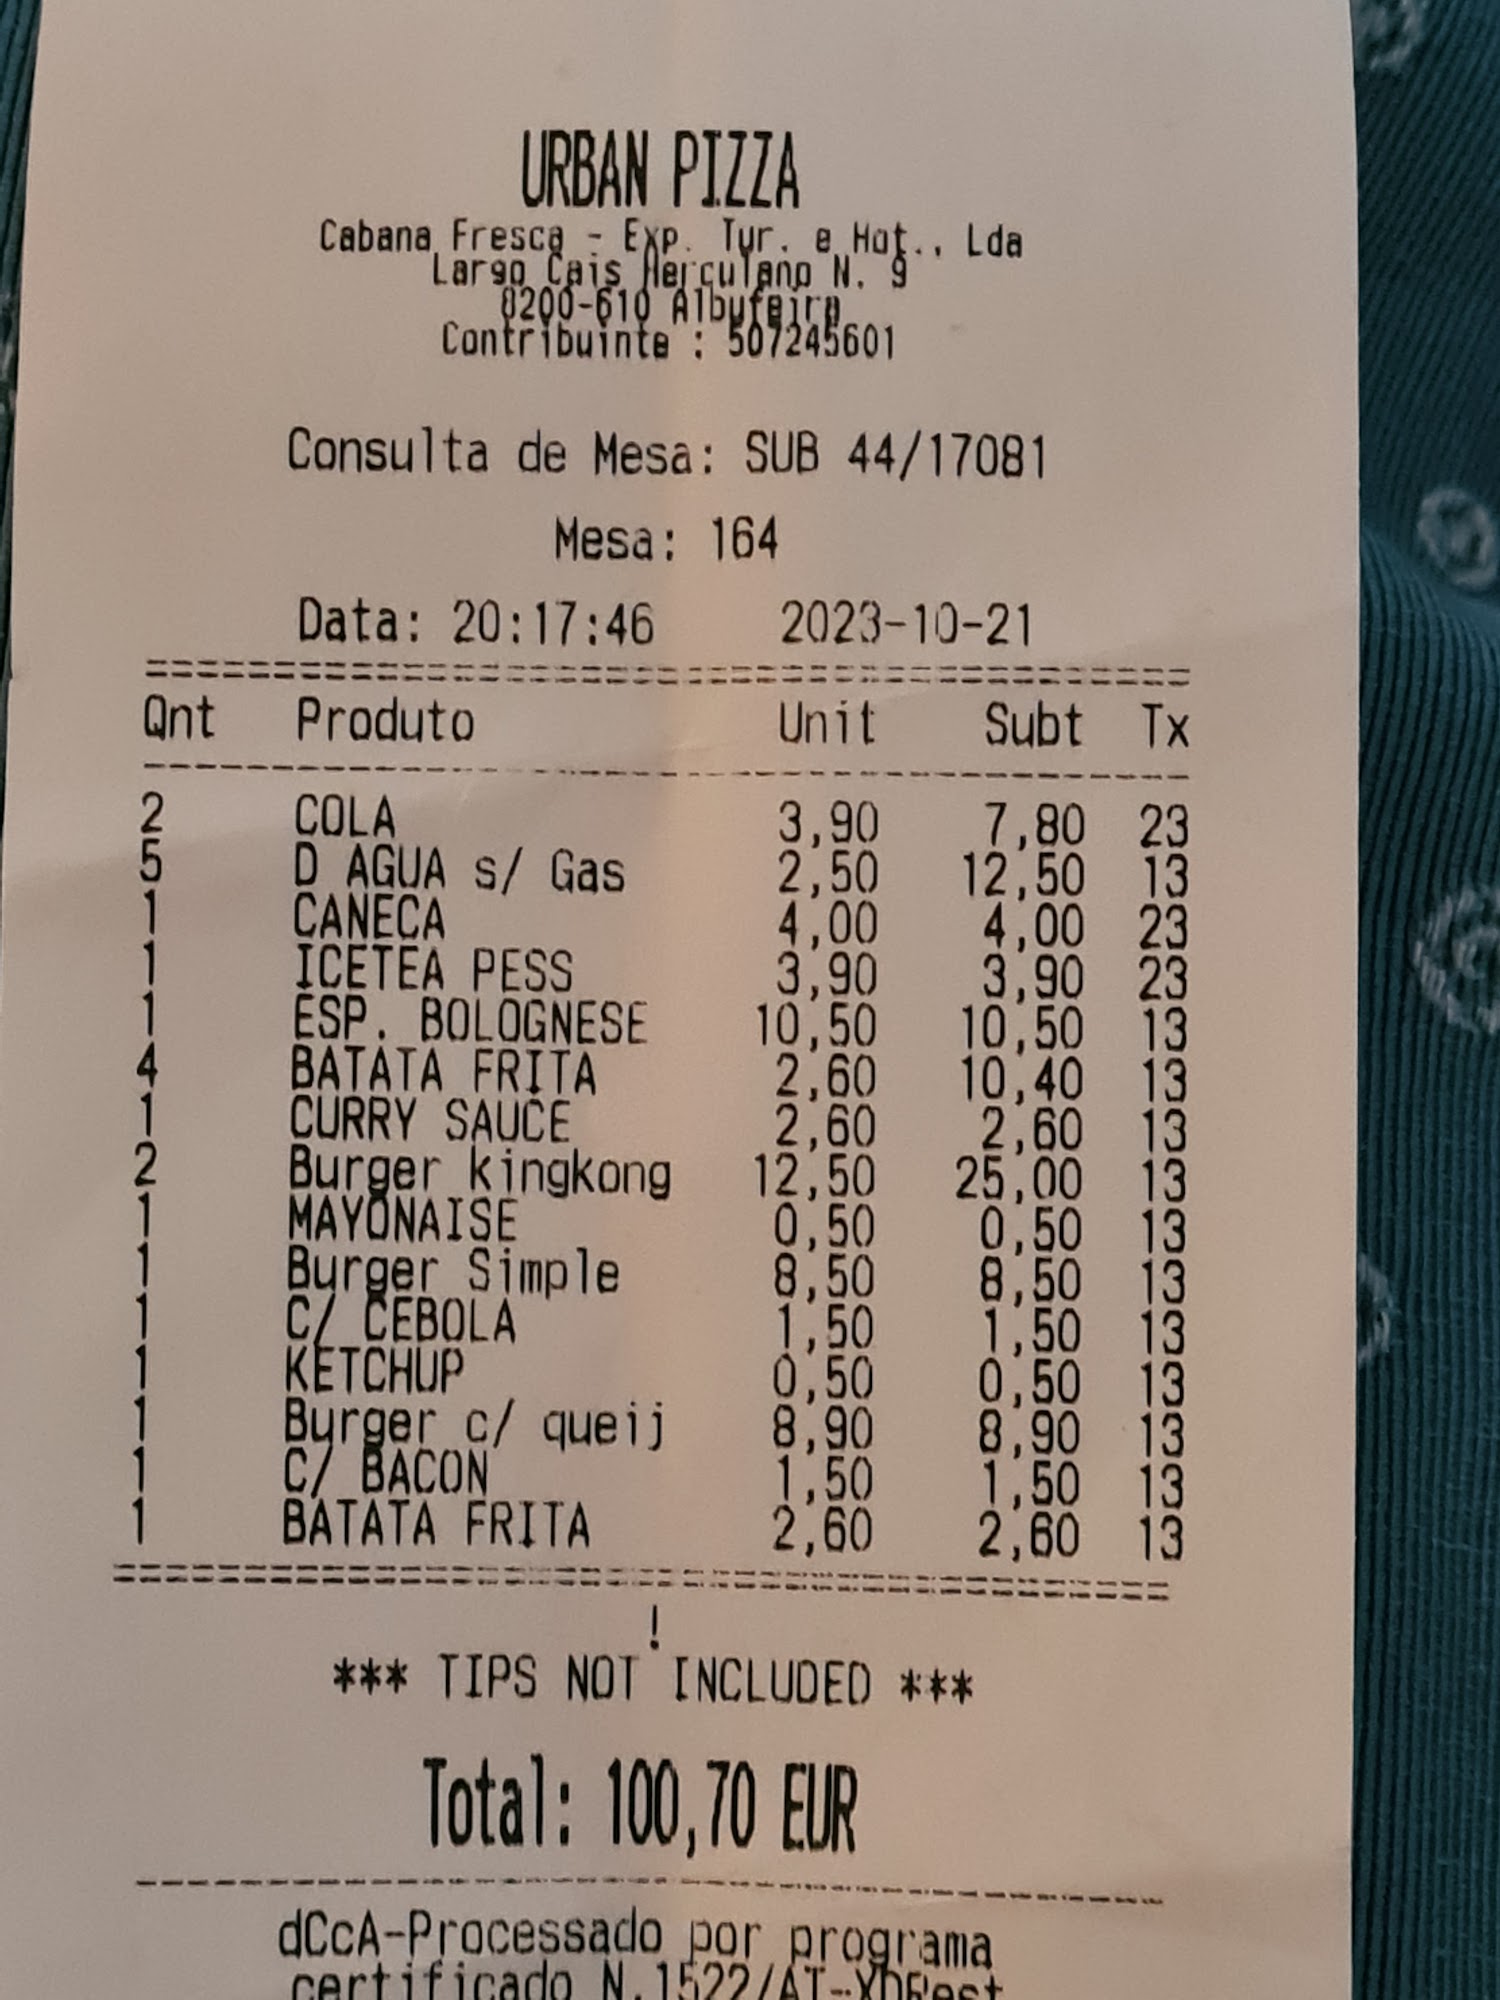 URBAN PIZZA
Cabana Fresca - Exp. Tur. e Hot., Lda
Largo Cais Herculano N. 9
8200-610 Albufeira
Contribuinte : 507245601
Consulta de Mesa: SUB 44/17081
Mesa: 164
Data: 20:17:46 2023-10-21
Qnt Produto Unit Subt Tx
2 COLA 3,90 7,80 23
5 D AGUA s/ Gas 2,50 12,50 13
1 CANECA 4,00 4,00 23
1 ICETEA PESS 3,90 3,90 23
1 ESP. BOLOGNESE 10,50 10,50 13
4 BATATA FRITA 2,60 10,40 13
1 CURRY SAUCE 2,60 2,60 13
2 Burger kingkong 12,50 25,00 13
1 MAYONAISE 0,50 0,50 13
1 Burger Simple 8,50 8,50 13
1 C/ CEBOLA 1,50 1,50 13
1 KETCHUP 0,50 0,50 13
1 Burger c/ queij 8,90 8,90 13
1 C/ BACON 1,50 1,50 13
1 BATATA FRITA 2,60 2,60 13
!
*** TIPS NOT INCLUDED ***
Total: 100,70 EUR
dCcA-Processado por programa
certificado N.1522/AT-XDRest